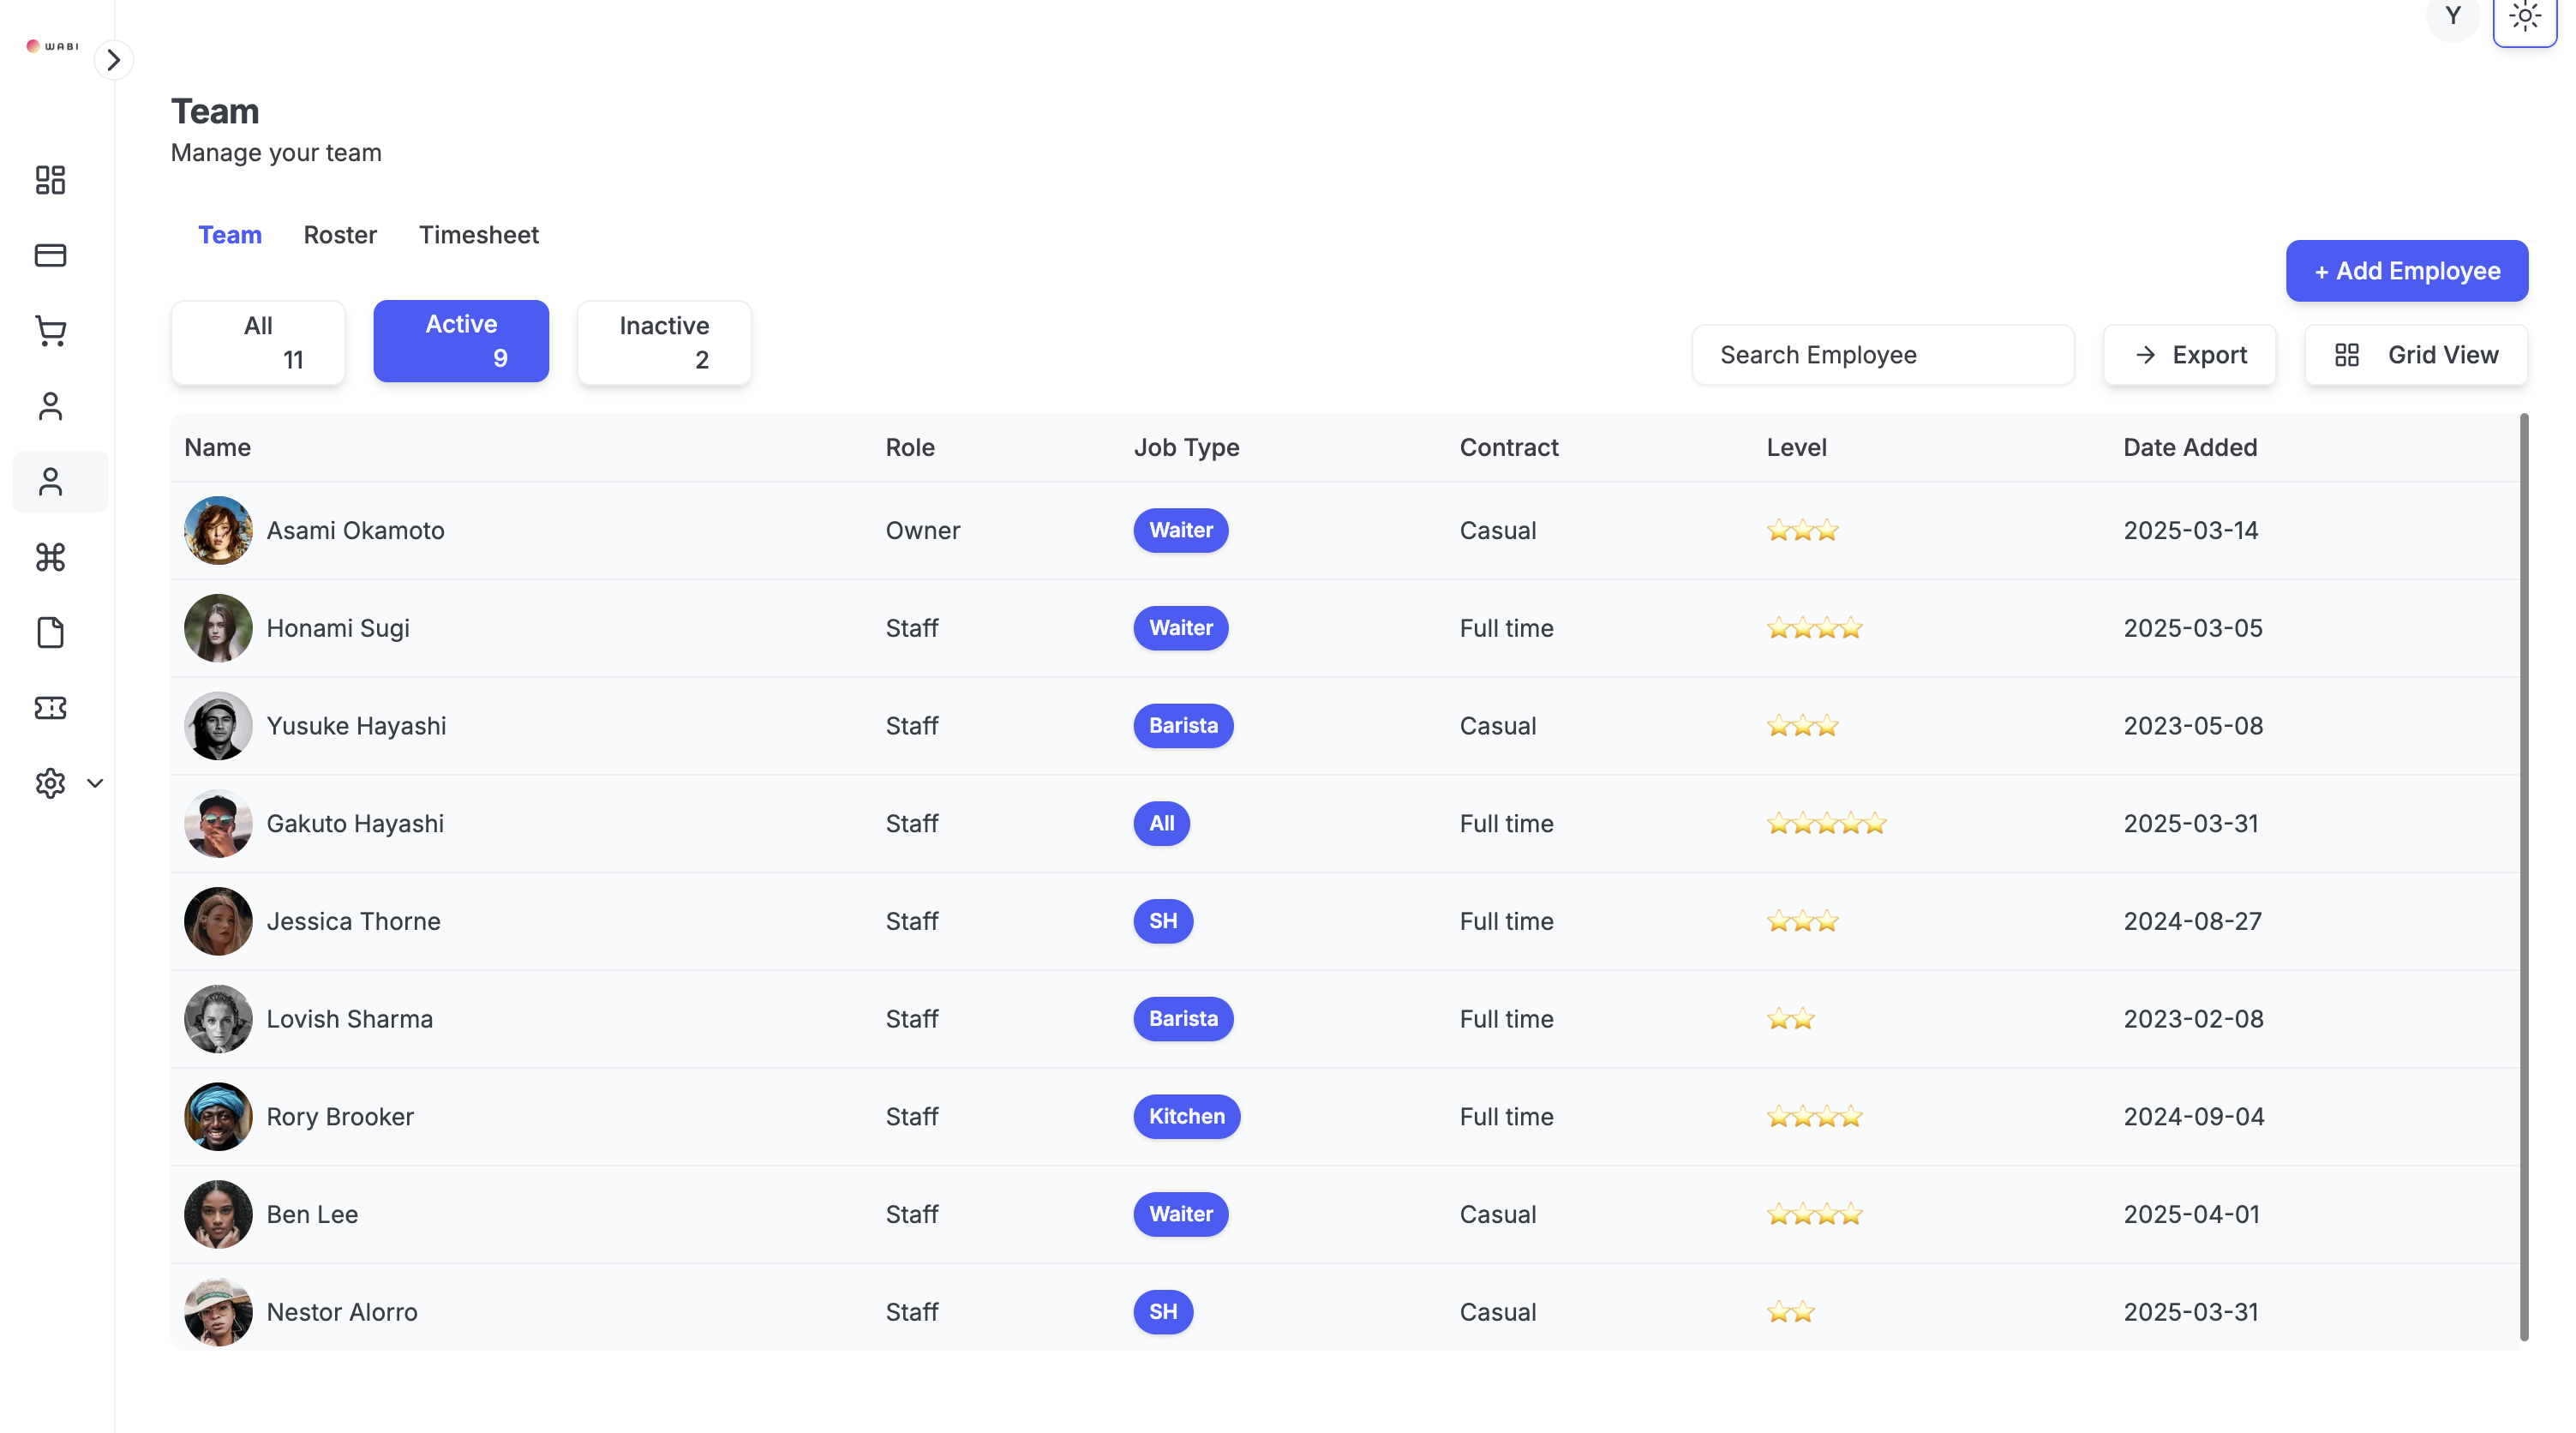 WABI
Y
Team
Manage your team
Team Roster Timesheet
+ Add Employee
All
11
Active
9
Inactive
2
Search Employee
Export
Grid View
Name Role Job Type Contract Level Date Added
Asami Okamoto Owner Waiter Casual 2025-03-14
Honami Sugi Staff Waiter Full time 2025-03-05
Yusuke Hayashi Staff Barista Casual 2023-05-08
Gakuto Hayashi Staff All Full time 2025-03-31
Jessica Thorne Staff SH Full time 2024-08-27
Lovish Sharma Staff Barista Full time 2023-02-08
Rory Brooker Staff Kitchen Full time 2024-09-04
Ben Lee Staff Waiter Casual 2025-04-01
Nestor Alorro Staff SH Casual 2025-03-31